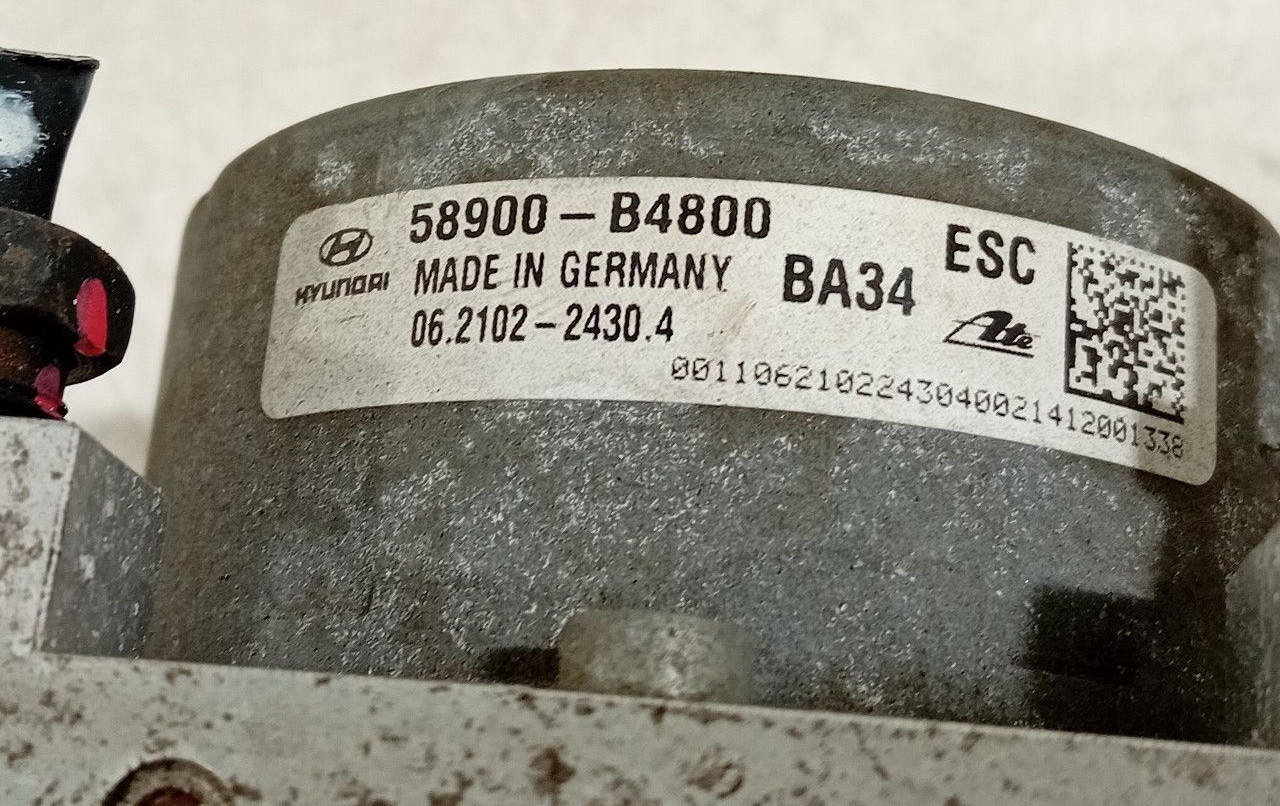 HYUNDAI
58900-B4800
MADE IN GERMANY
06.2102-2430.4
BA34
ESC
Ate
0011062102243040021412001338